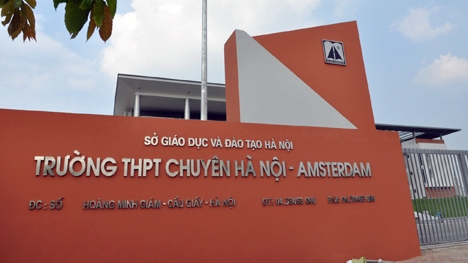 SỞ GIÁO DỤC VÀ ĐÀO TẠO HÀ NỘI
TRƯỜNG THPT CHUYÊN HÀ NỘI - AMSTERDAM
ĐC: SỐ HOÀNG MINH GIÁM - CẦU GIẤY - HÀ NỘI